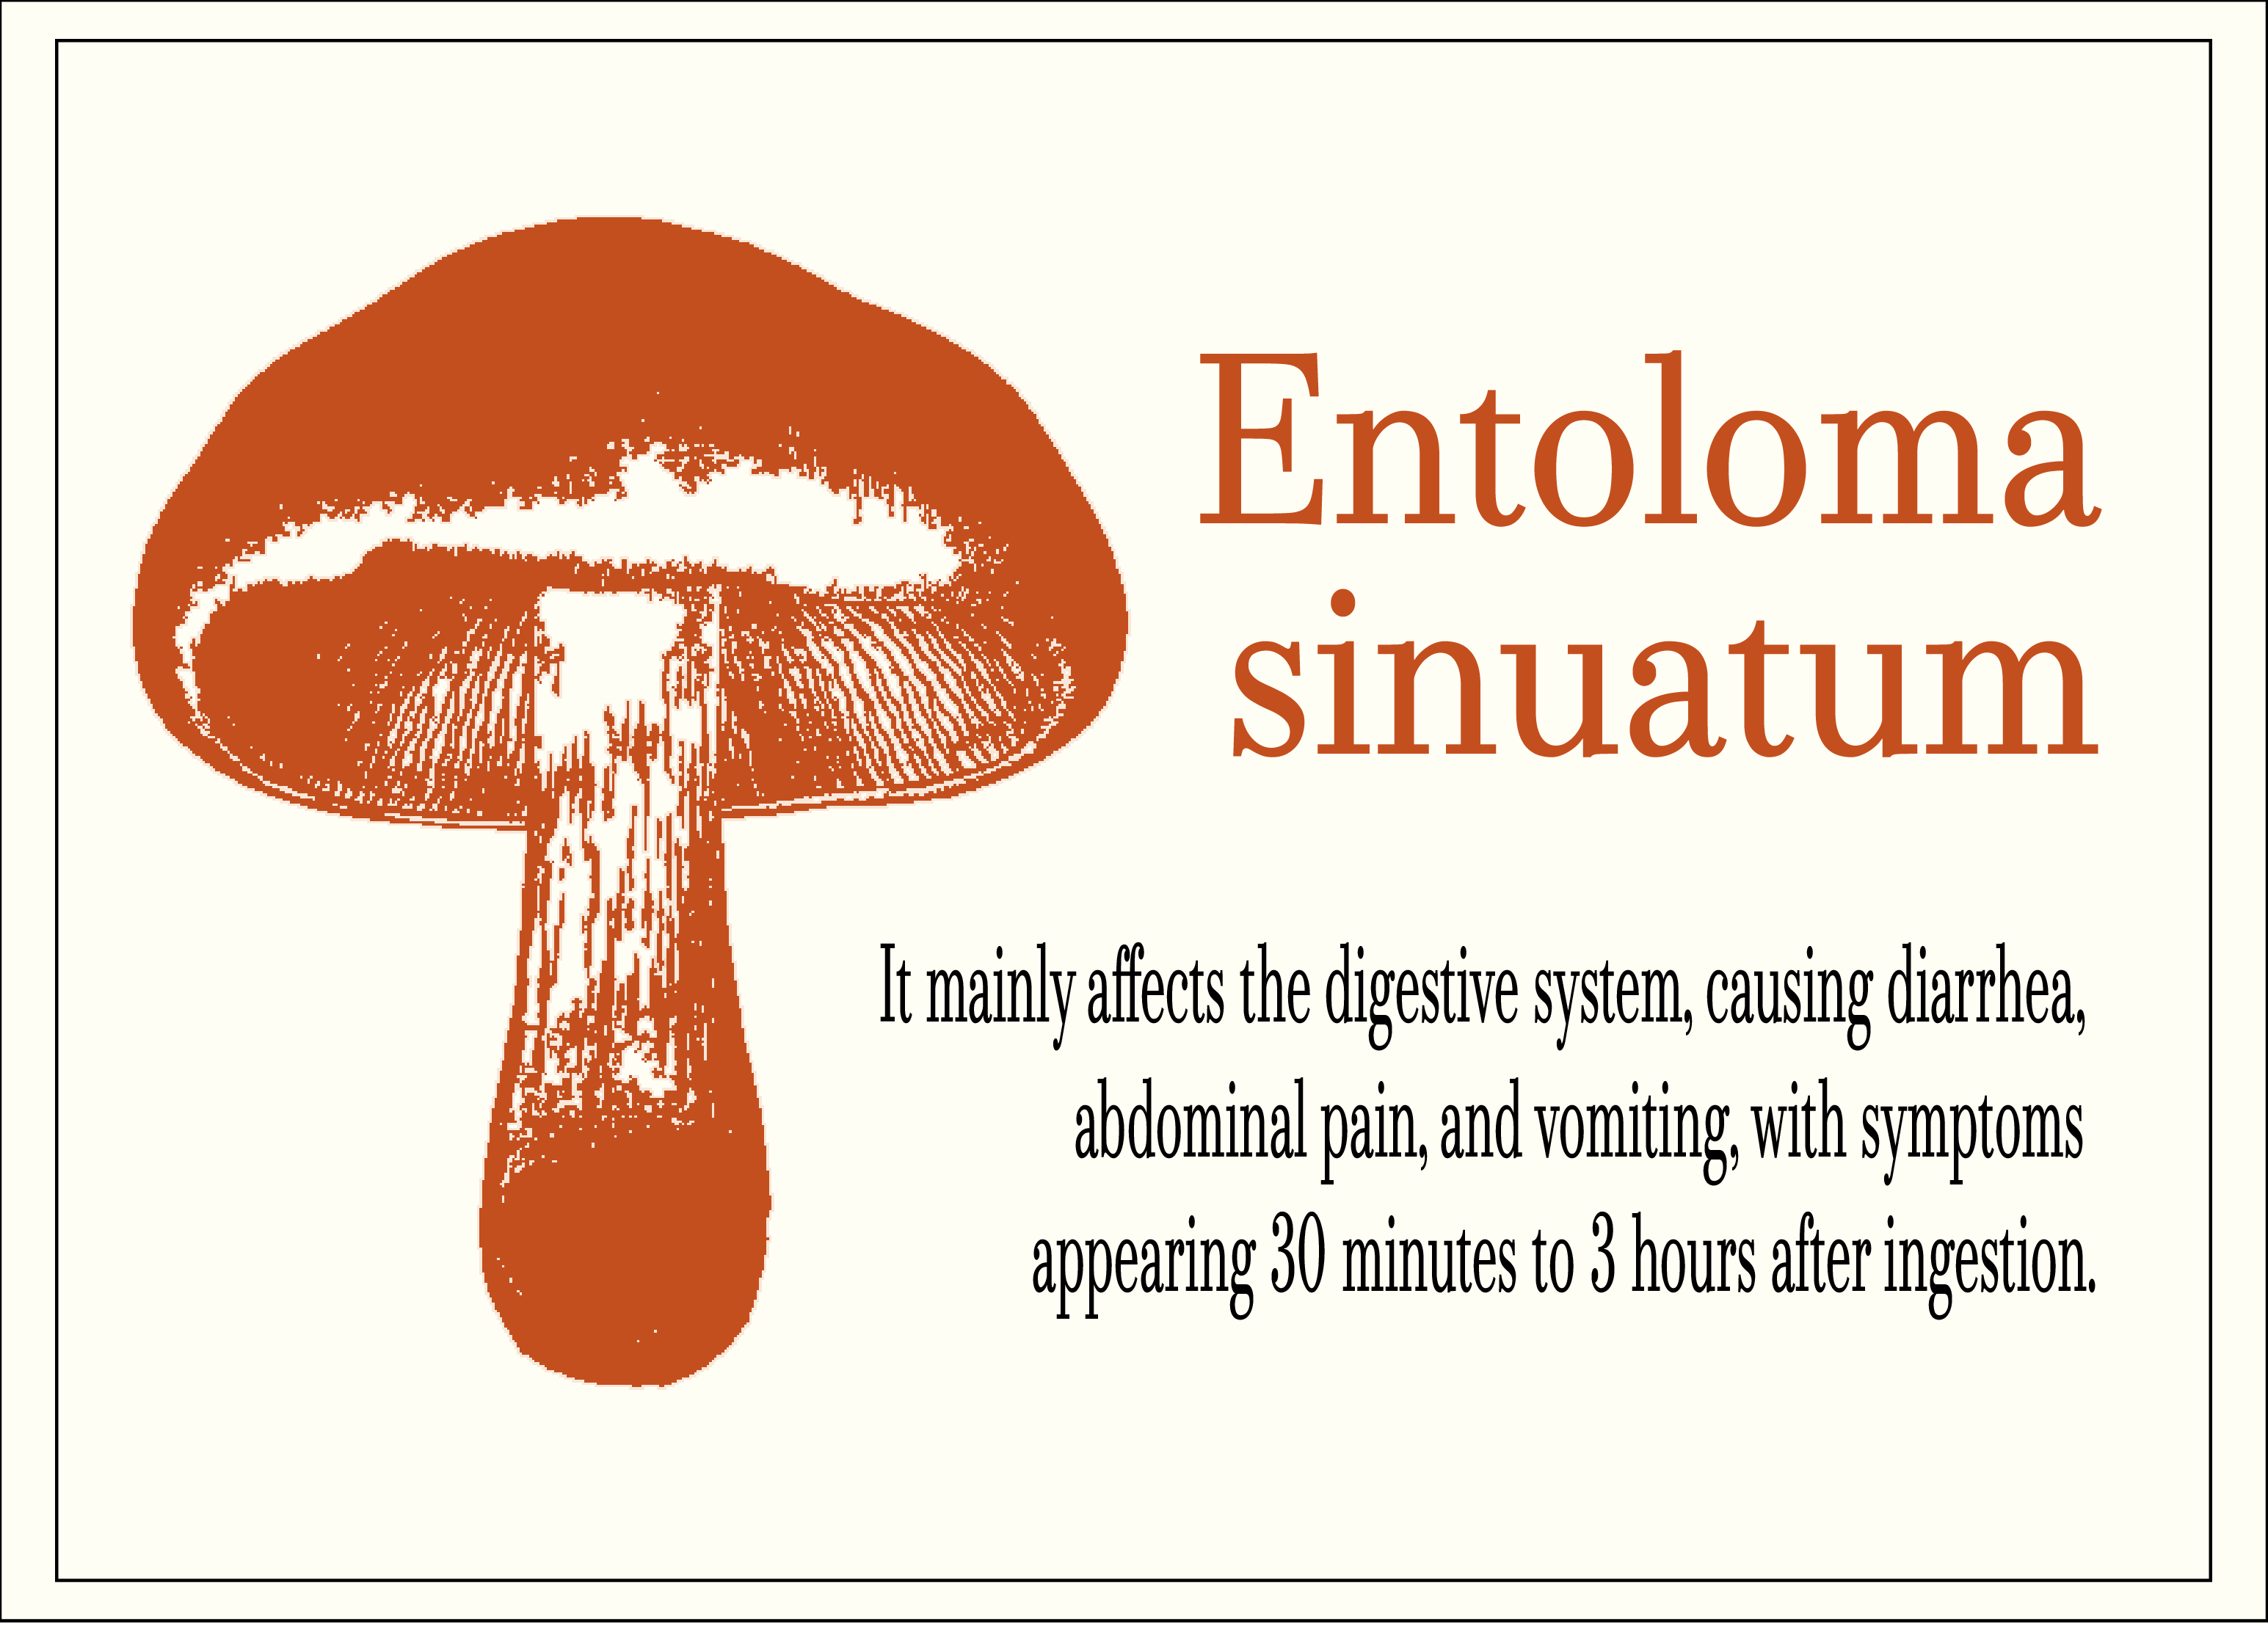 Entoloma
sinuatum
It mainly affects the digestive system, causing diarrhea,
abdominal pain, and vomiting, with symptoms
appearing 30 minutes to 3 hours after ingestion.